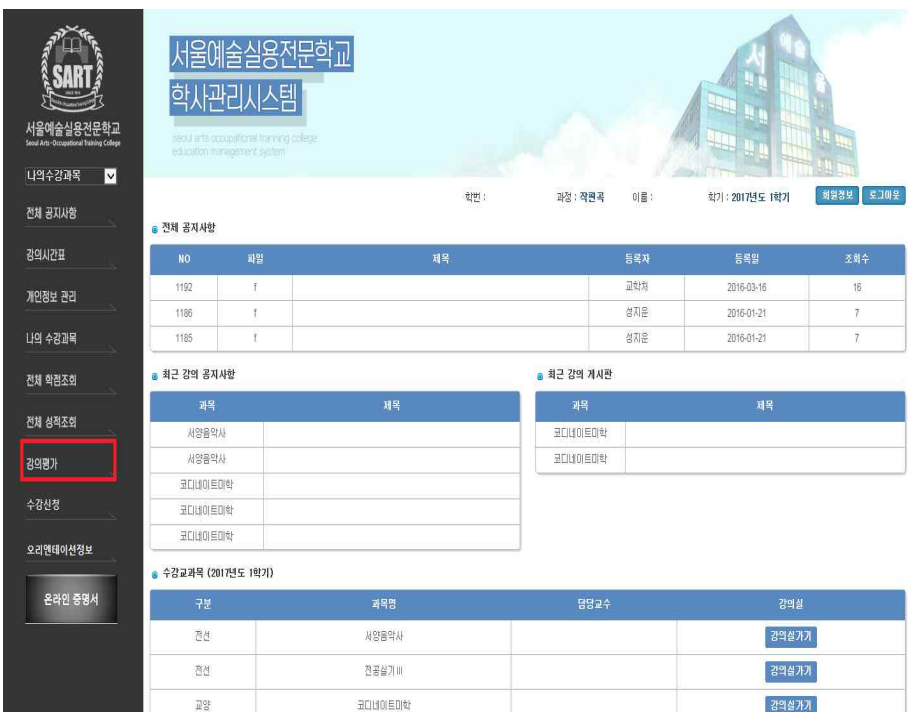 SART
서울예술실용전문학교
Seoul Arts-Occupational Training College
나의수강과목
전체 공지사항
강의시간표
개인정보 관리
나의 수강과목
전체 학점조회
전체 성적조회
강의평가
수강신청
오리엔테이션정보
온라인 증명서
서울예술실용전문학교
학사관리시스템
seoul arts occupational tranning college
education management system
서 예술 울
학번 : 과정 : 작편곡 이름 : 학기 : 2017년도 1학기 회원정보 로그아웃
전체 공지사항
NO 파일 제목 등록자 등록일 조회수
1192 f 교학처 2016-03-16 16
1186 f 성지운 2016-01-21 7
1185 f 성지운 2016-01-21 7
최근 강의 공지사항
과목 제목
서양음악사
서양음악사
코디네이트미학
코디네이트미학
코디네이트미학
최근 강의 게시판
과목 제목
코디네이트미학
코디네이트미학
수강교과목 (2017년도 1학기)
구분 과목명 담당교수 강의실
전선 서양음악사 강의실가기
전선 전공실기 III 강의실가기
교양 코디네이트미학 강의실가기